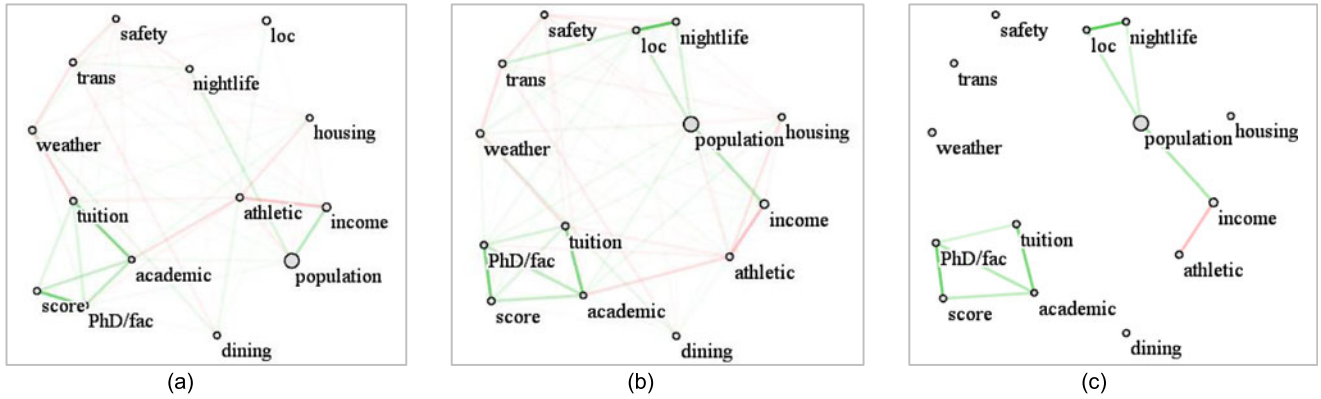 safety
loc
trans
nightlife
housing
weather
tuition
athletic
income
academic
population
score
PhD/fac
dining
(a)
safety
loc
nightlife
trans
population
housing
weather
income
tuition
PhD/fac
athletic
score
academic
dining
(b)
safety
loc
nightlife
trans
population
housing
weather
income
tuition
PhD/fac
athletic
score
academic
dining
(c)